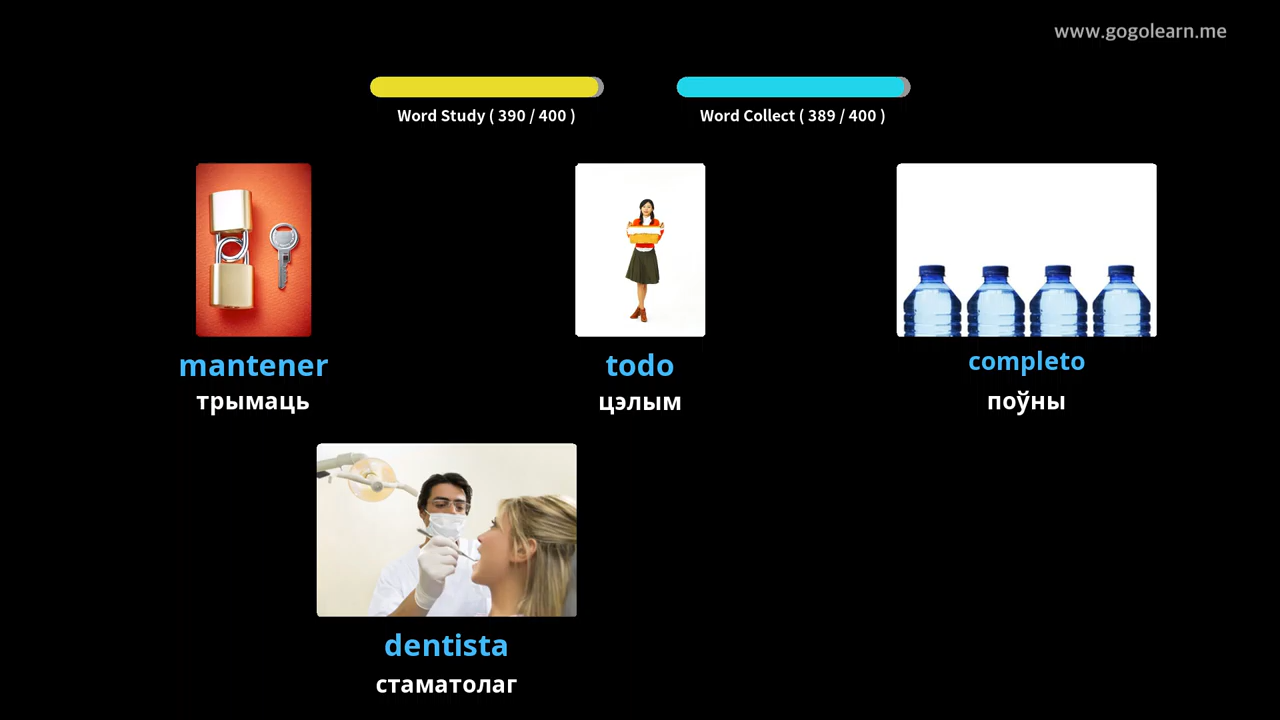 www.gogolearn.me
Word Study ( 390 / 400 )
Word Collect ( 389 / 400 )
mantener
трымаць
todo
цэлым
completo
поўны
dentista
стаматолаг